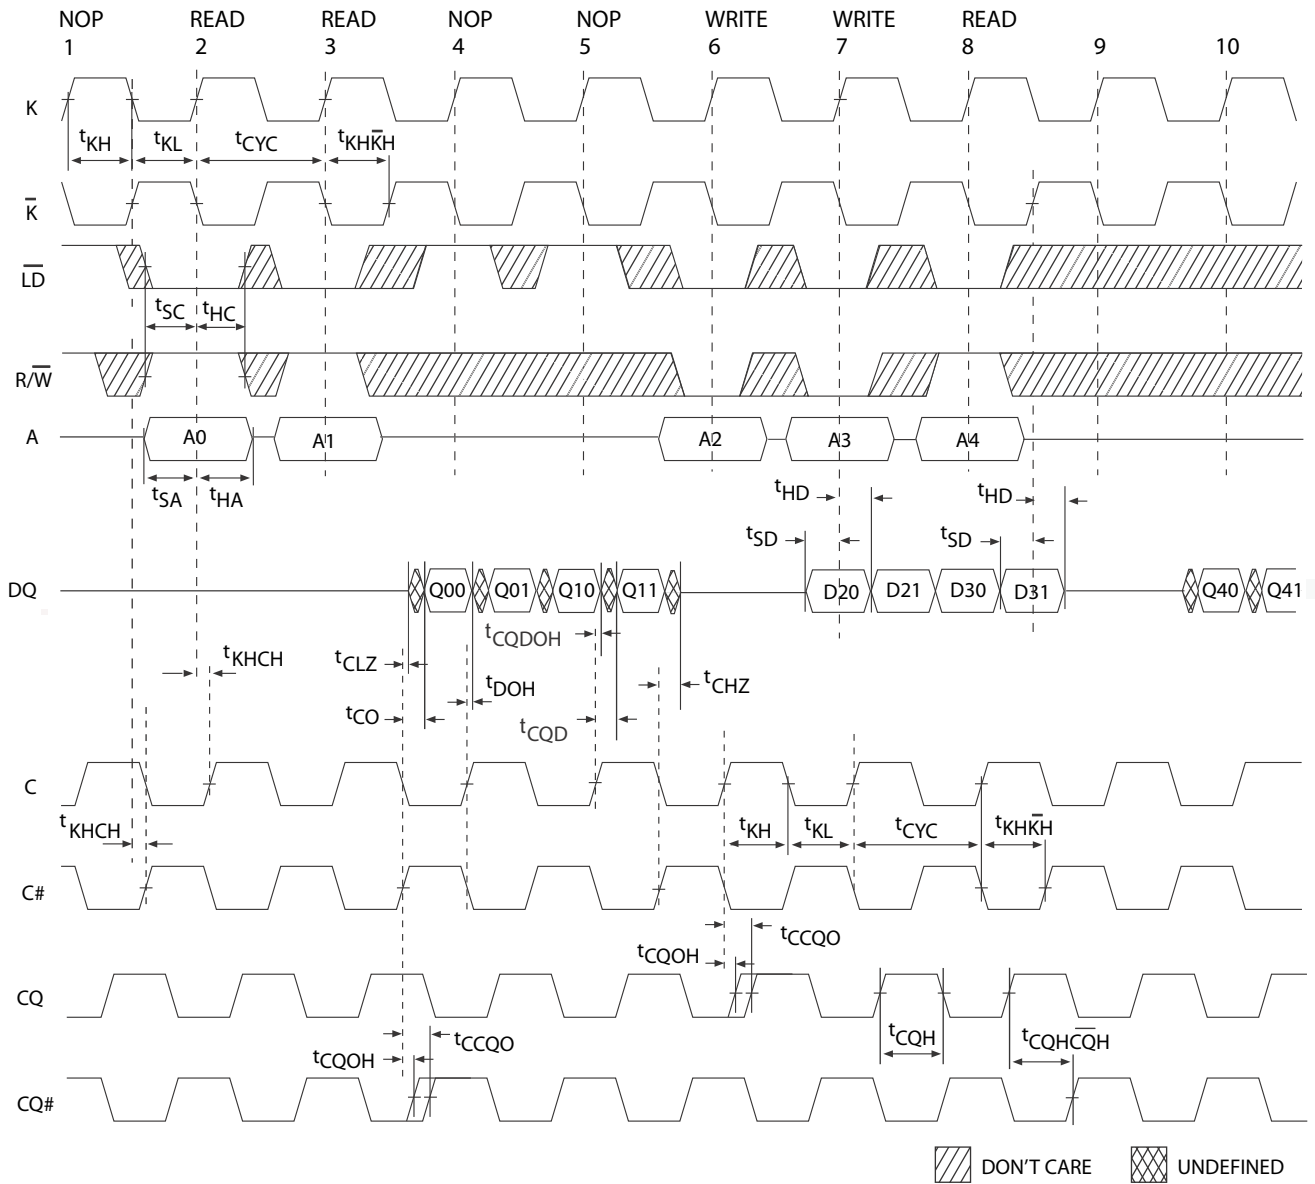 NOP READ READ NOP NOP WRITE WRITE READ
1 2 3 4 5 6 7 8 9 10
K
tKH tKL tCYC tKHK̅H
K̅
L̅D̅
tSC tHC
R/W̅
A A0 A1 A2 A3 A4
tSA tHA tHD tHD
tSD tSD
DQ Q00 Q01 Q10 Q11 D20 D21 D30 D31 Q40 Q41
tCQDOH
tKHCH tCLZ tDOH tCHZ
tCO tCQD
C
tKHCH tKH tKL tCYC tKHK̅H
C#
tCCQO
tCQOH
CQ
tCCQO tCQH tCQHC̅Q̅H
tCQOH
CQ#
DON'T CARE UNDEFINED